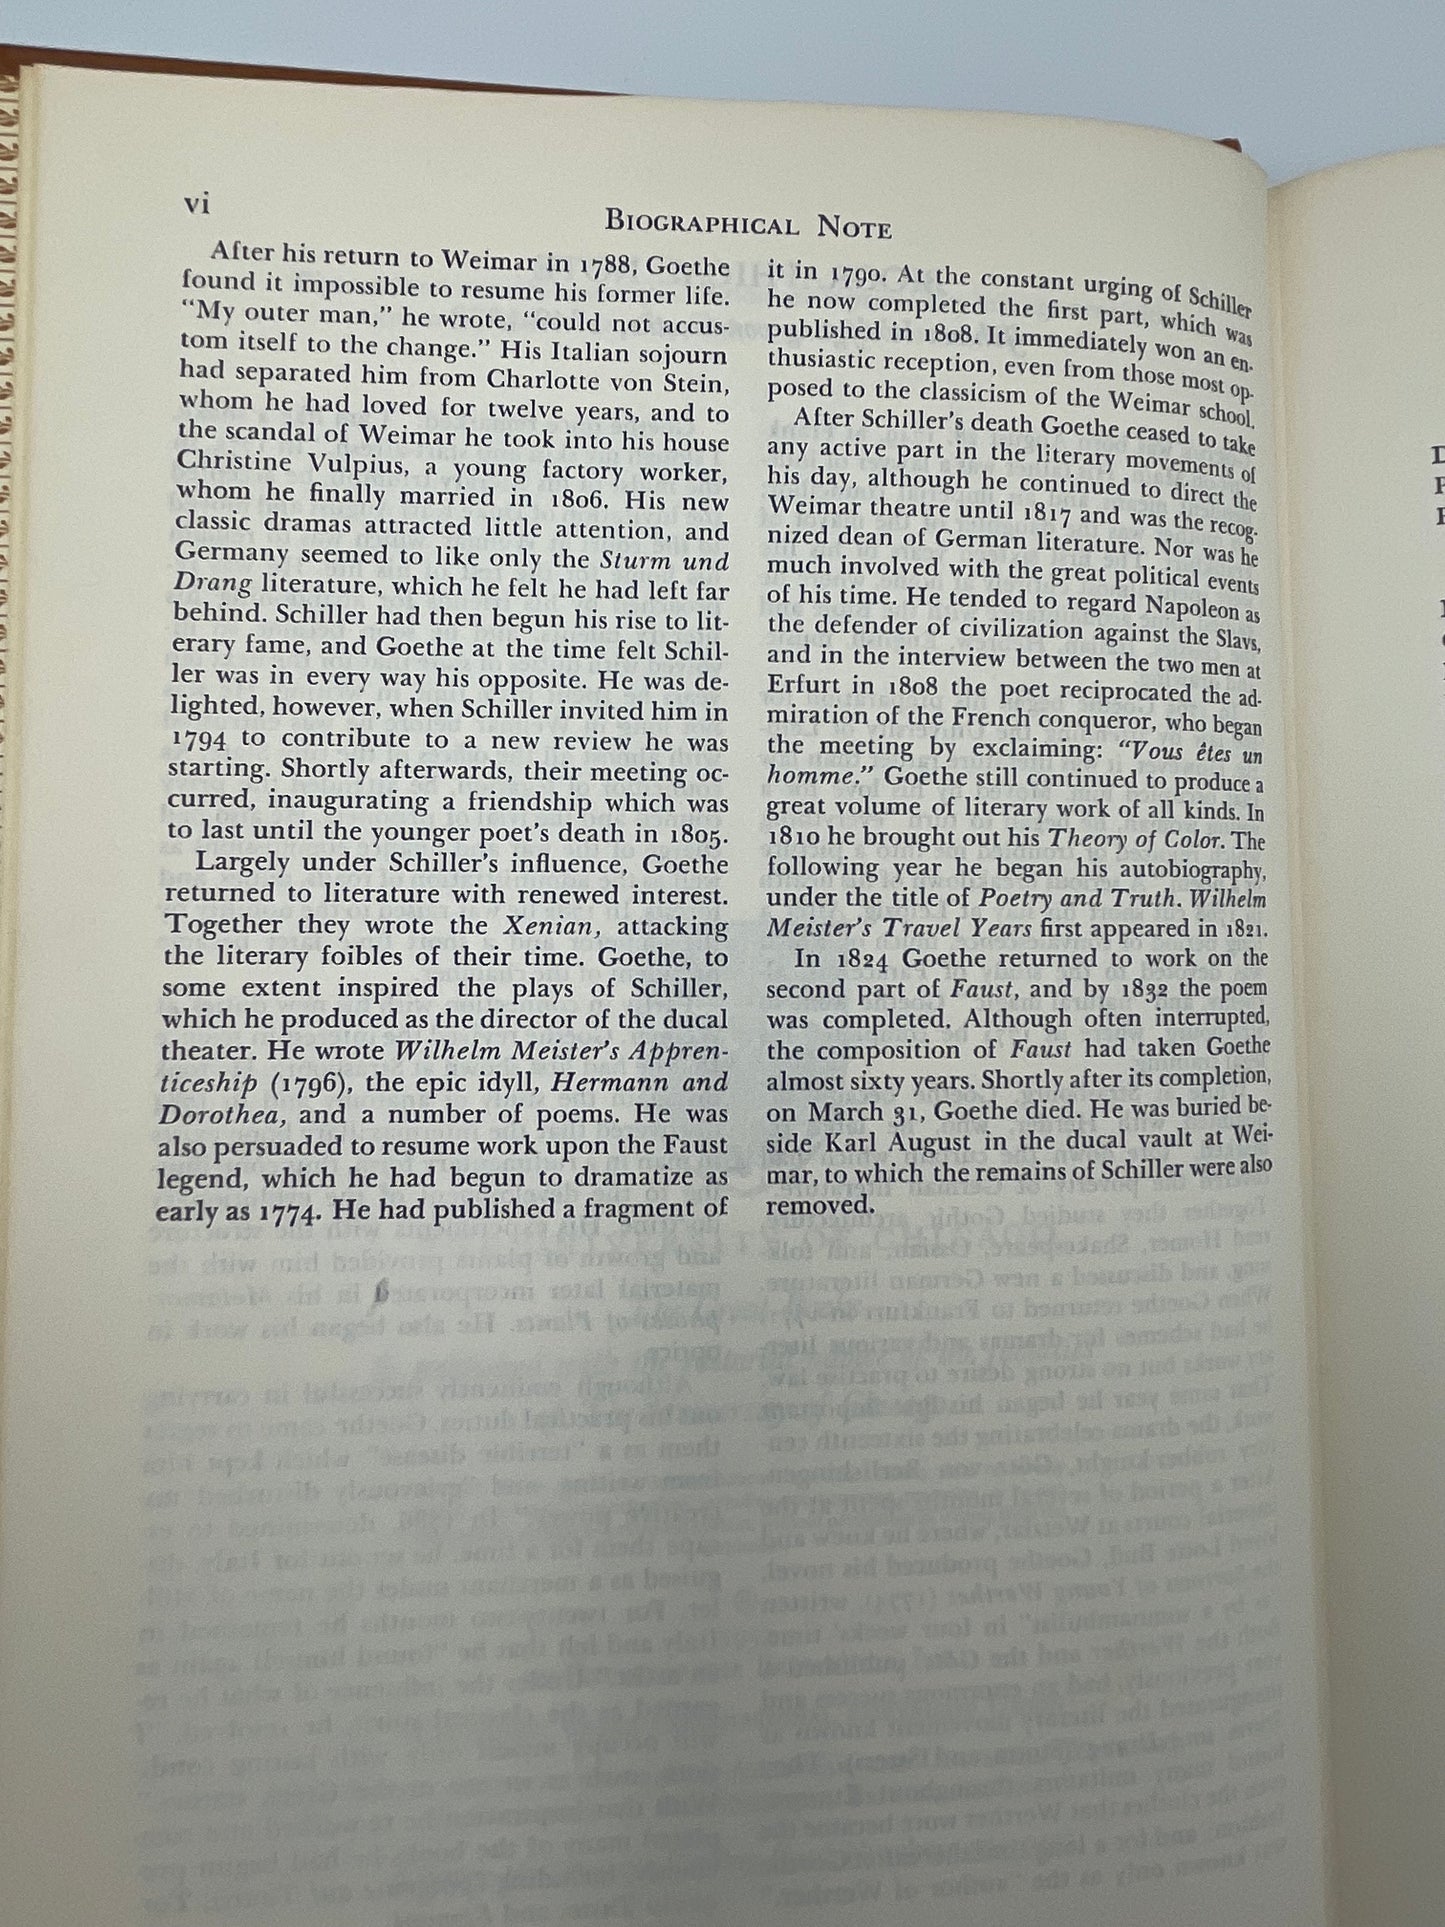 vi
BIOGRAPHICAL NOTE
After his return to Weimar in 1788, Goethe
found it impossible to resume his former life.
“My outer man,” he wrote, “could not accus-
tom itself to the change.” His Italian sojourn
had separated him from Charlotte von Stein,
whom he had loved for twelve years, and to
the scandal of Weimar he took into his house
Christine Vulpius, a young factory worker,
whom he finally married in 1806. His new
classic dramas attracted little attention, and
Germany seemed to like only the Sturm und
Drang literature, which he felt he had left far
behind. Schiller had then begun his rise to lit-
erary fame, and Goethe at the time felt Schil-
ler was in every way his opposite. He was de-
lighted, however, when Schiller invited him in
1794 to contribute to a new review he was
starting. Shortly afterwards, their meeting oc-
curred, inaugurating a friendship which was
to last until the younger poet’s death in 1805.
Largely under Schiller’s influence, Goethe
returned to literature with renewed interest.
Together they wrote the Xenian, attacking
the literary foibles of their time. Goethe, to
some extent inspired the plays of Schiller,
which he produced as the director of the ducal
theater. He wrote Wilhelm Meister’s Appren-
ticeship (1796), the epic idyll, Hermann and
Dorothea, and a number of poems. He was
also persuaded to resume work upon the Faust
legend, which he had begun to dramatize as
early as 1774. He had published a fragment of
it in 1790. At the constant urging of Schiller
he now completed the first part, which was
published in 1808. It immediately won an en-
thusiastic reception, even from those most op-
posed to the classicism of the Weimar school.
After Schiller’s death Goethe ceased to take
any active part in the literary movements of
his day, although he continued to direct the
Weimar theatre until 1817 and was the recog-
nized dean of German literature. Nor was he
much involved with the great political events
of his time. He tended to regard Napoleon as
the defender of civilization against the Slavs,
and in the interview between the two men at
Erfurt in 1808 the poet reciprocated the ad-
miration of the French conqueror, who began
the meeting by exclaiming: “Vous êtes un
homme.” Goethe still continued to produce a
great volume of literary work of all kinds. In
1810 he brought out his Theory of Color. The
following year he began his autobiography,
under the title of Poetry and Truth. Wilhelm
Meister’s Travel Years first appeared in 1821.
In 1824 Goethe returned to work on the
second part of Faust, and by 1832 the poem
was completed. Although often interrupted,
the composition of Faust had taken Goethe
almost sixty years. Shortly after its completion,
on March 31, Goethe died. He was buried be-
side Karl August in the ducal vault at Wei-
mar, to which the remains of Schiller were also
removed.